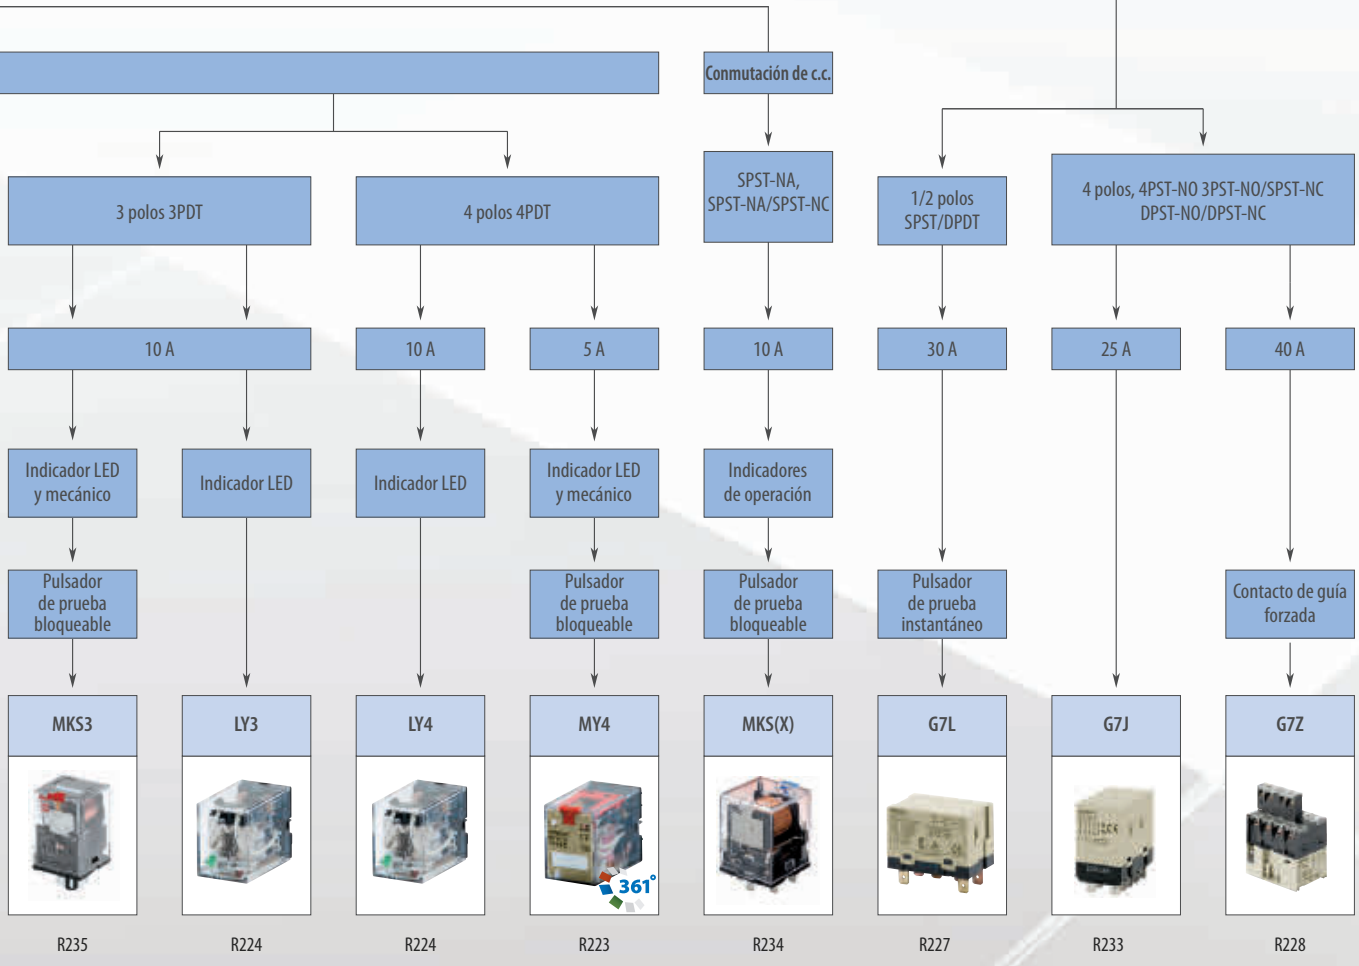 Conmutación de c.c.
3 polos 3PDT
4 polos 4PDT
SPST-NA,
SPST-NA/SPST-NC
1/2 polos
SPST/DPDT
4 polos, 4PST-NO 3PST-NO/SPST-NC
DPST-NO/DPST-NC
10 A
10 A
5 A
10 A
30 A
25 A
40 A
Indicador LED
y mecánico
Indicador LED
Indicador LED
Indicador LED
y mecánico
Indicadores
de operación
Pulsador
de prueba
bloqueable
Pulsador
de prueba
bloqueable
Pulsador
de prueba
bloqueable
Pulsador
de prueba
instantáneo
Contacto de guía
forzada
MKS3
LY3
LY4
MY4
MKS(X)
G7L
G7J
G7Z
361°
R235
R224
R224
R223
R234
R227
R233
R228